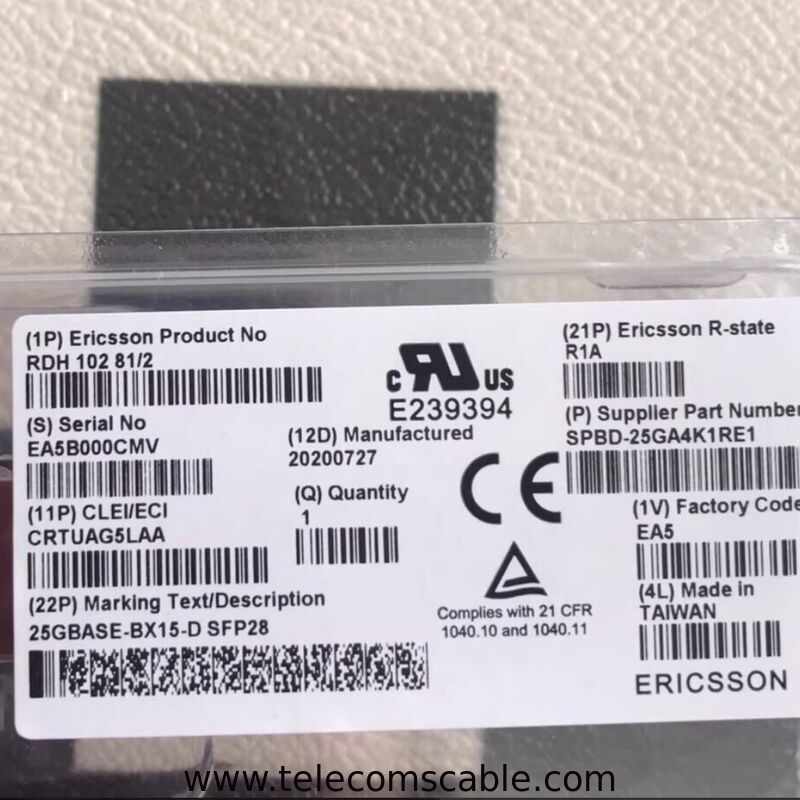 (1P) Ericsson Product No
RDH 102 81/2
(S) Serial No
EA5B000CMV
(11P) CLEI/ECI
CRTUAG5LAA
(22P) Marking Text/Description
25GBASE-BX15-D SFP28
(12D) Manufactured
20200727
(Q) Quantity
1
c RU US
E239394
CE
Complies with 21 CFR
1040.10 and 1040.11
(21P) Ericsson R-state
R1A
(P) Supplier Part Number
SPBD-25GA4K1RE1
(1V) Factory Code
EA5
(4L) Made in
TAIWAN
ERICSSON
www.telecomscable.com